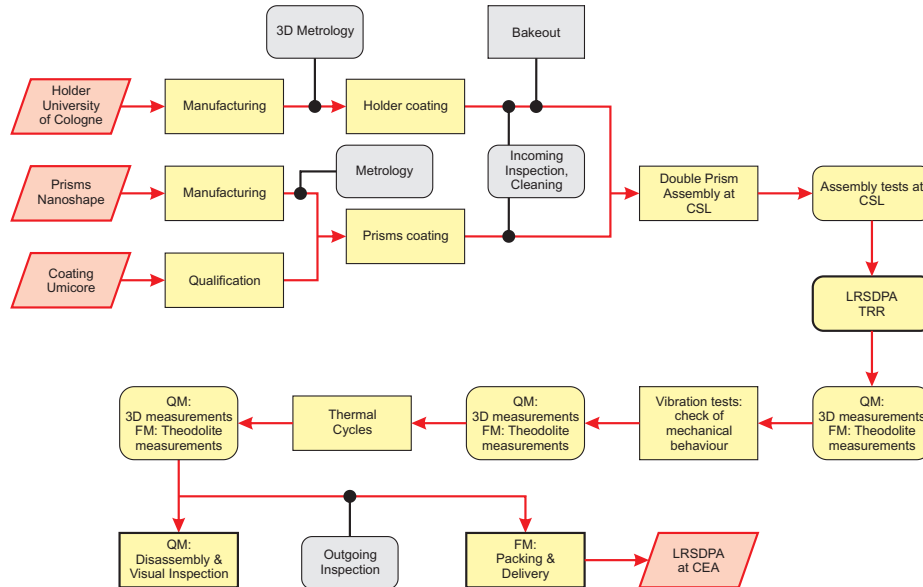 3D Metrology
Bakeout
Holder
University
of Cologne
Manufacturing
Holder coating
Incoming
Inspection,
Cleaning
Prisms
Nanoshape
Manufacturing
Metrology
Double Prism
Assembly at
CSL
Assembly tests at
CSL
Prisms coating
Coating
Umicore
Qualification
LRSDPA
TRR
QM:
3D measurements
FM: Theodolite
measurements
Thermal
Cycles
QM:
3D measurements
FM: Theodolite
measurements
Vibration tests:
check of
mechanical
behaviour
QM:
3D measurements
FM: Theodolite
measurements
QM:
Disassembly &
Visual Inspection
Outgoing
Inspection
FM:
Packing &
Delivery
LRSDPA
at CEA